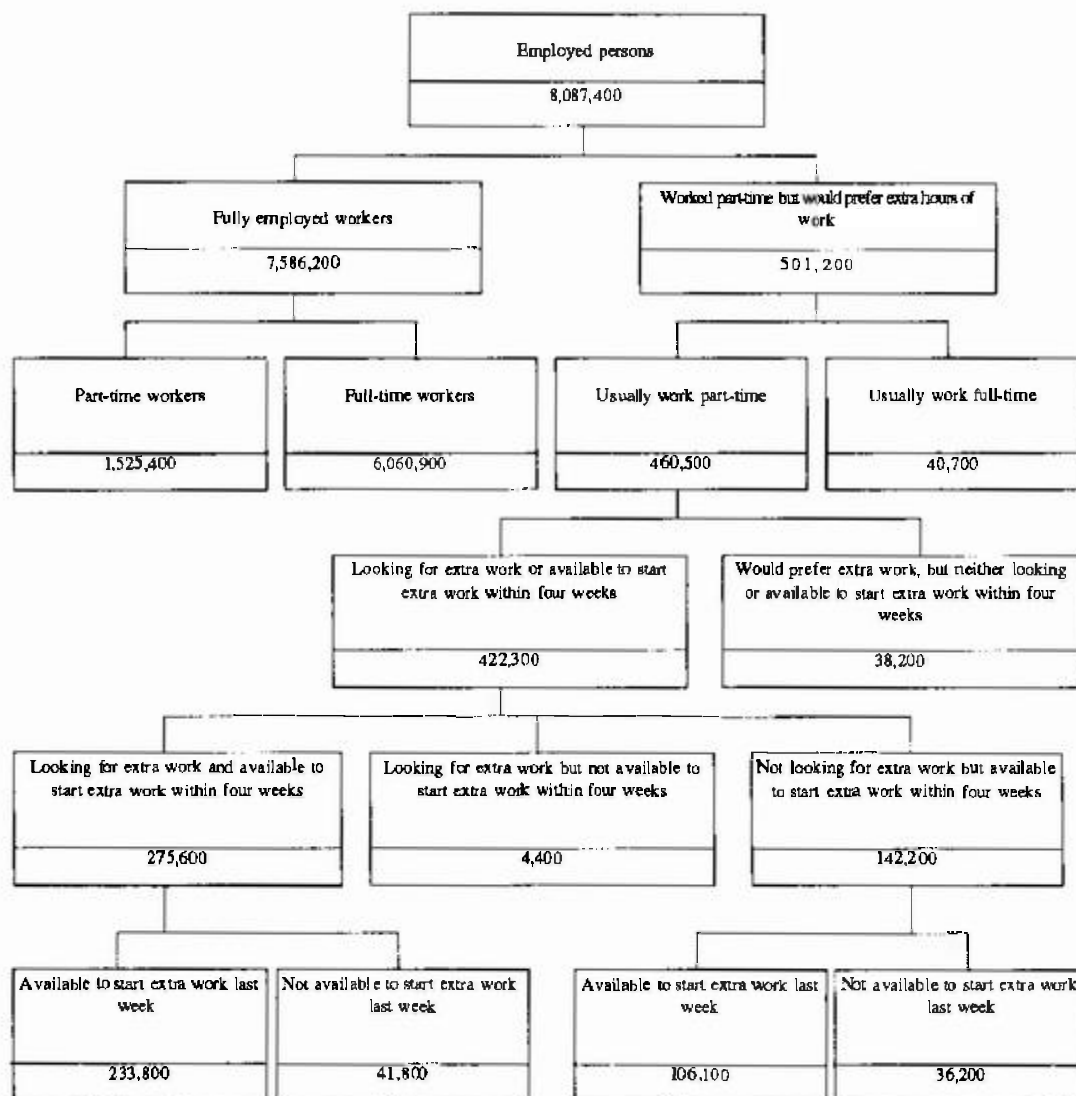 Employed persons
8,087,400
Fully employed workers
7,586,200
Worked part-time but would prefer extra hours of
work
501,200
Part-time workers
1,525,400
Full-time workers
6,060,900
Usually work part-time
460,500
Usually work full-time
40,700
Looking for extra work or available to start
extra work within four weeks
422,300
Would prefer extra work, but neither looking
or available to start extra work within four
weeks
38,200
Looking for extra work and available to
start extra work within four weeks
275,600
Looking for extra work but not available to
start extra work within four weeks
4,400
Not looking for extra work but available
to start extra work within four weeks
142,200
Available to start extra work last
week
233,800
Not available to start extra work
last week
41,800
Available to start extra work last
week
106,100
Not available to start extra work
last week
36,200